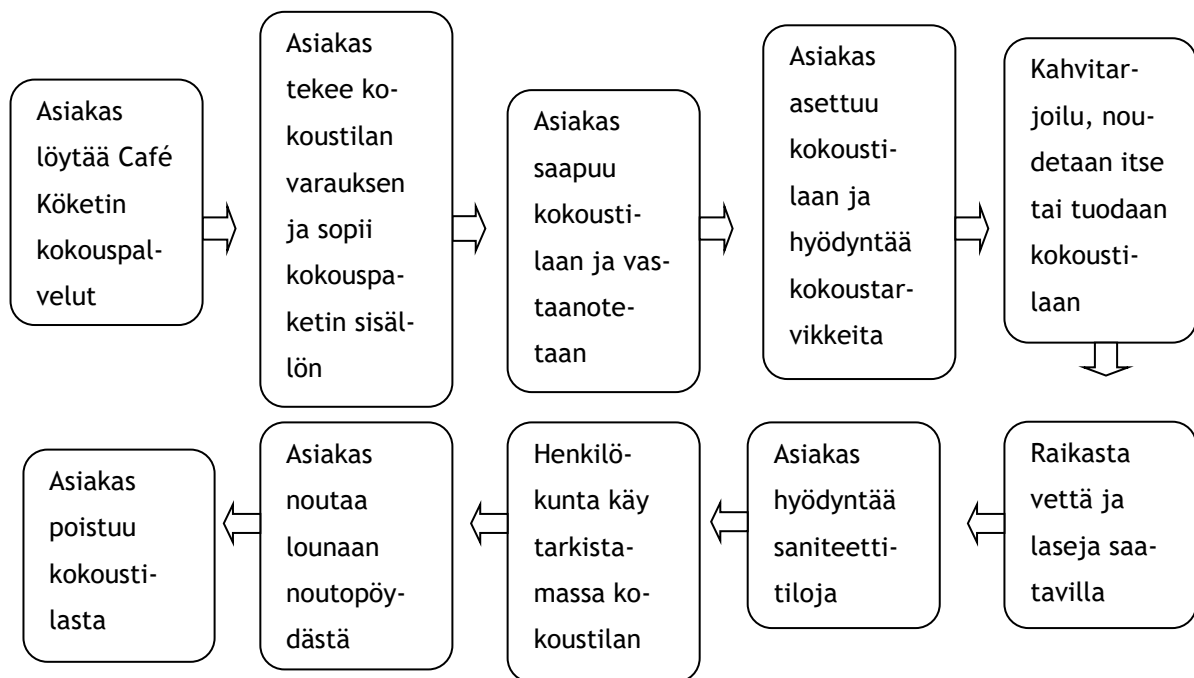 Asiakas
löytää Café
Köketin
kokouspal-
velut
Asiakas
tekee ko-
koustilan
varauksen
ja sopii
kokouspa-
ketin sisäl-
lön
Asiakas
saapuu
kokousti-
laan ja vas-
taanote-
taan
Asiakas
asettuu
kokousti-
laan ja
hyödyntää
kokoustar-
vikkeita
Kahvitar-
joilu, nou-
detaan itse
tai tuodaan
kokousti-
laan
Raikasta
vettä ja
laseja saa-
tavilla
Asiakas
hyödyntää
saniteetti-
tiloja
Henkilö-
kunta käy
tarkista-
massa ko-
koustilan
Asiakas
noutaa
lounaan
noutopöy-
dästä
Asiakas
poistuu
kokousti-
lasta